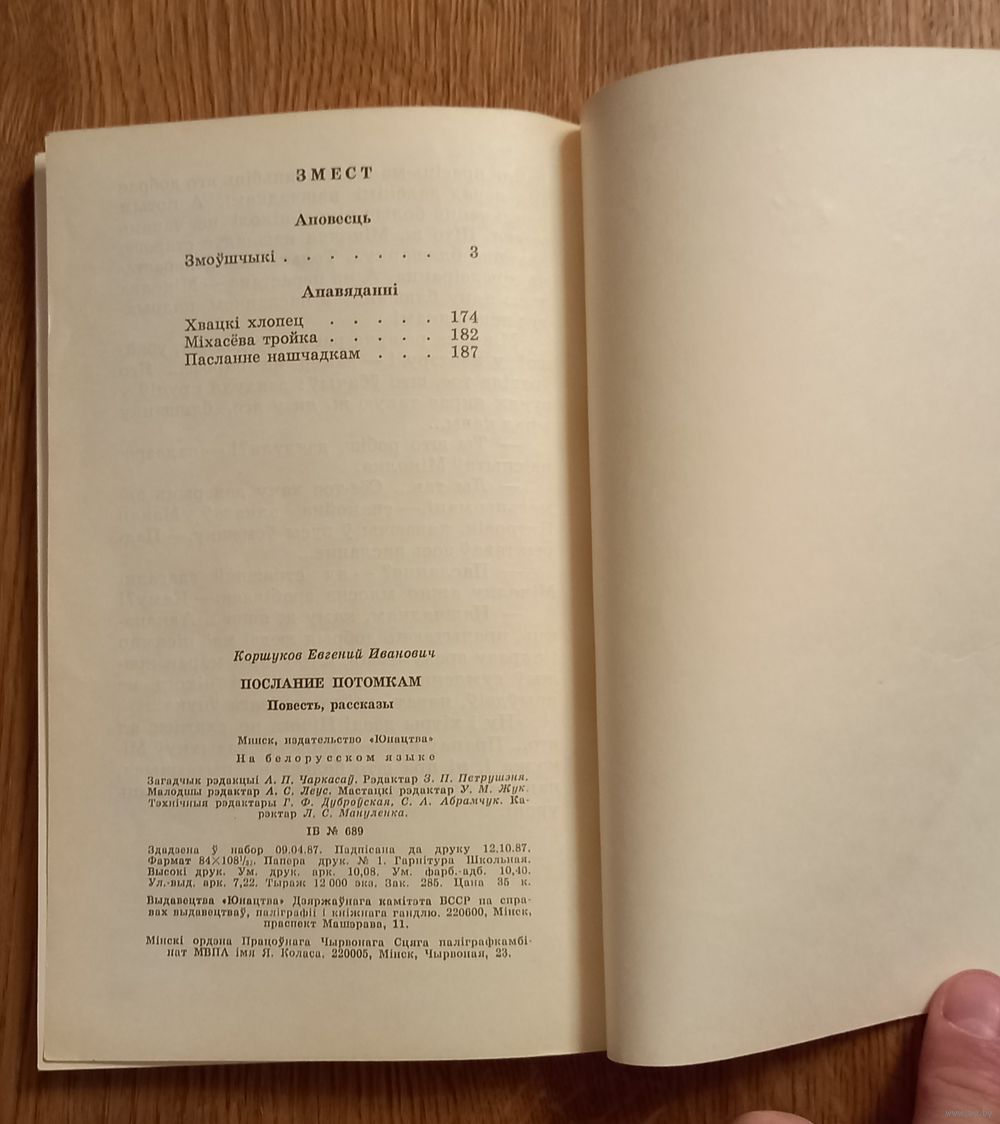 ЗМЕСТ
Аповесць
Змоўшчыкі . . . . . . . 3
Апавяданні
Хвацкі хлопец . . . . . 174
Міхасёва тройка . . . . . 182
Пасланне нашчадкам . . . 187
Коршуков Евгений Иванович
ПОСЛАНИЕ ПОТОМКАМ
Повесть, рассказы
Минск, издательство «Юнацтва»
На белорусском языке
Загадчык рэдакцыі А. П. Чаркасаў. Рэдактар З. П. Петрушэня.
Малодшы рэдактар А. С. Леус. Мастацкі рэдактар У. М. Жук.
Тэхнічныя рэдактары Г. Ф. Дуброўская, С. Л. Абрамчук. Ка-
рэктар Л. С. Мануленка.
ІБ № 689
Здадзена ў набор 09.04.87. Падпісана да друку 12.10.87.
Фармат 84×108¹/₃₂. Папера друк. № 1. Гарнітура Школьная.
Высокі друк. Ум. друк. арк. 10,08. Ум. фарб.-адб. 10,40.
Ул.-выд. арк. 7,22. Тыраж 12 000 экз. Зак. 285. Цана 35 к.
Выдавецтва «Юнацтва» Дзяржаўнага камітэта БССР па спра-
вах выдавецтваў, паліграфіі і кніжнага гандлю. 220600, Мінск,
праспект Машэрава, 11.
Мінскі ордэна Працоўнага Чырвонага Сцяга паліграфкамбі-
нат МВПА імя Я. Коласа. 220005, Мінск, Чырвоная, 23.